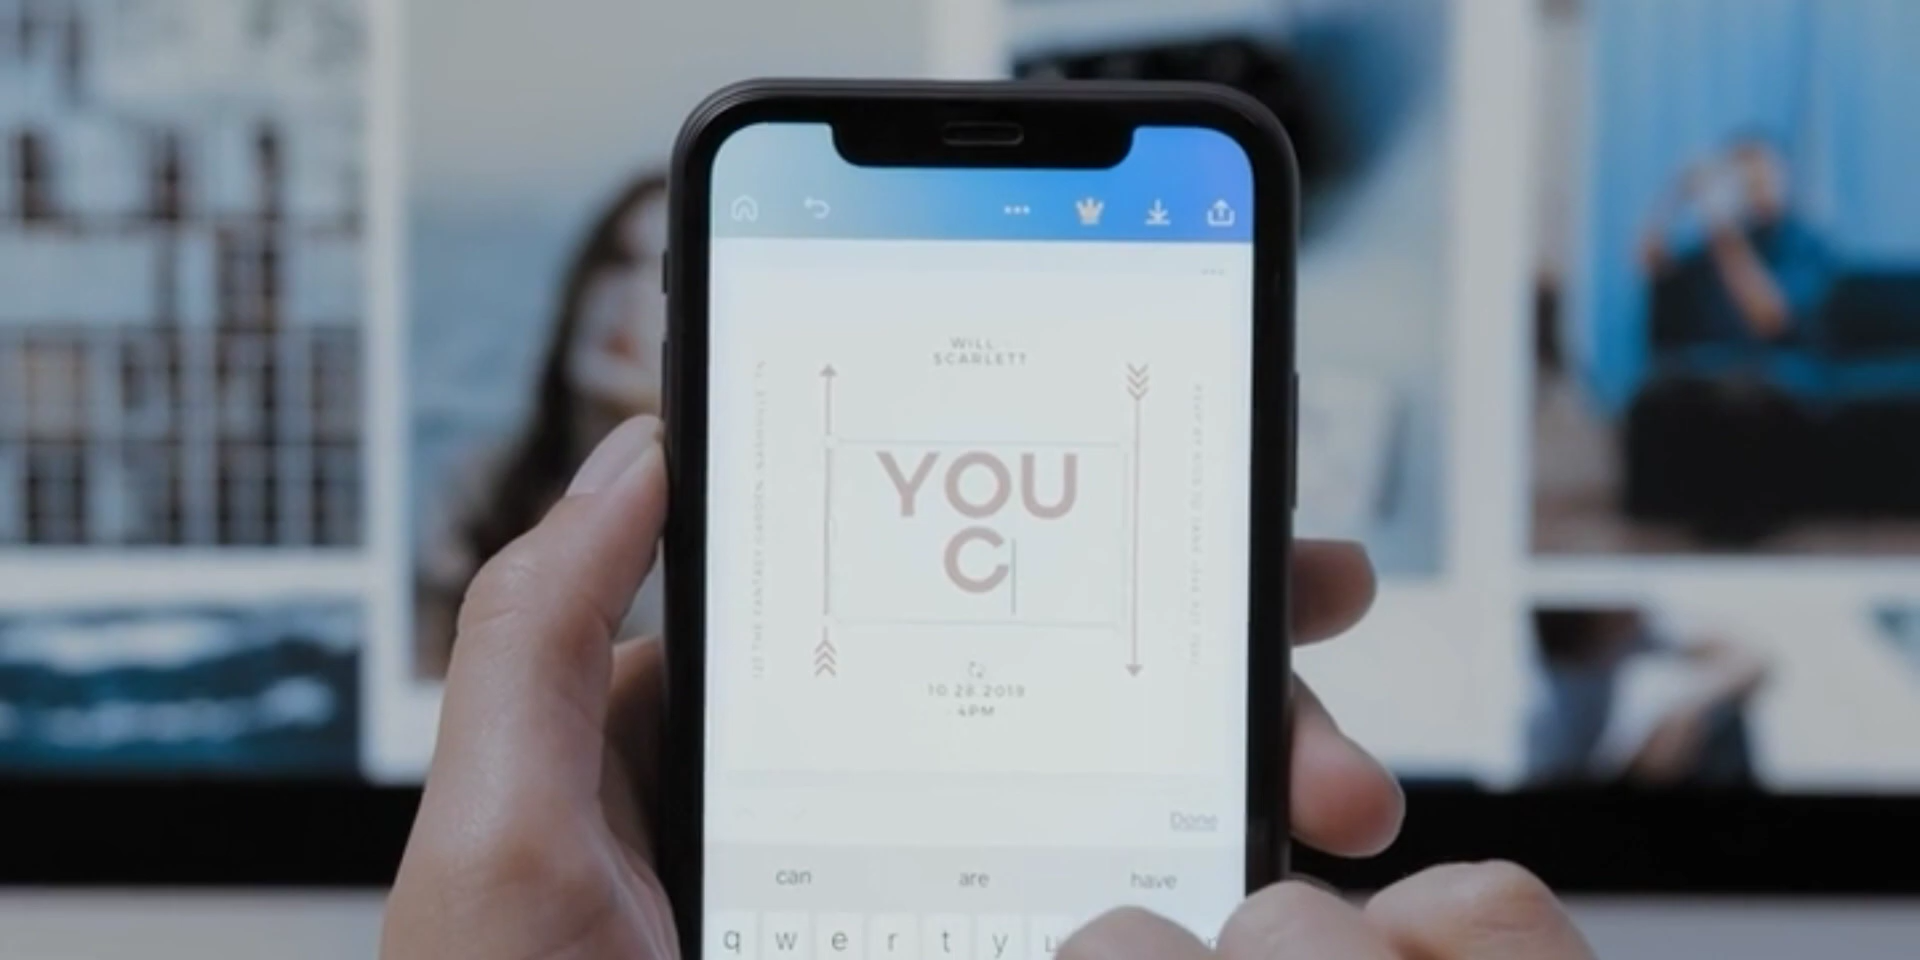 WILL
SCARLETT
YOU
C
10.28.2019
4PM
Done
can are have
q w e r t y u